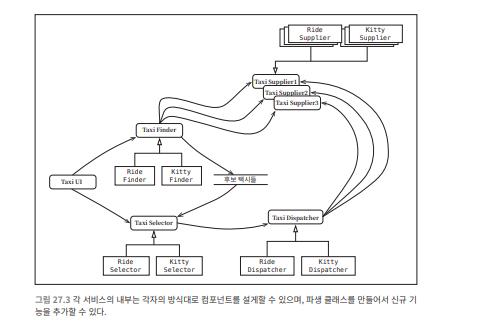 Ride
Supplier
Kitty
Supplier
Taxi Supplier1
Taxi Supplier2
Taxi Supplier3
Taxi Finder
Ride
Finder
Kitty
Finder
후보 택시들
Taxi UI
Taxi Selector
Taxi Dispatcher
Ride
Selector
Kitty
Selector
Ride
Dispatcher
Kitty
Dispatcher
그림 27.3 각 서비스의 내부는 각자의 방식대로 컴포넌트를 설계할 수 있으며, 파생 클래스를 만들어서 신규 기
능을 추가할 수 있다.